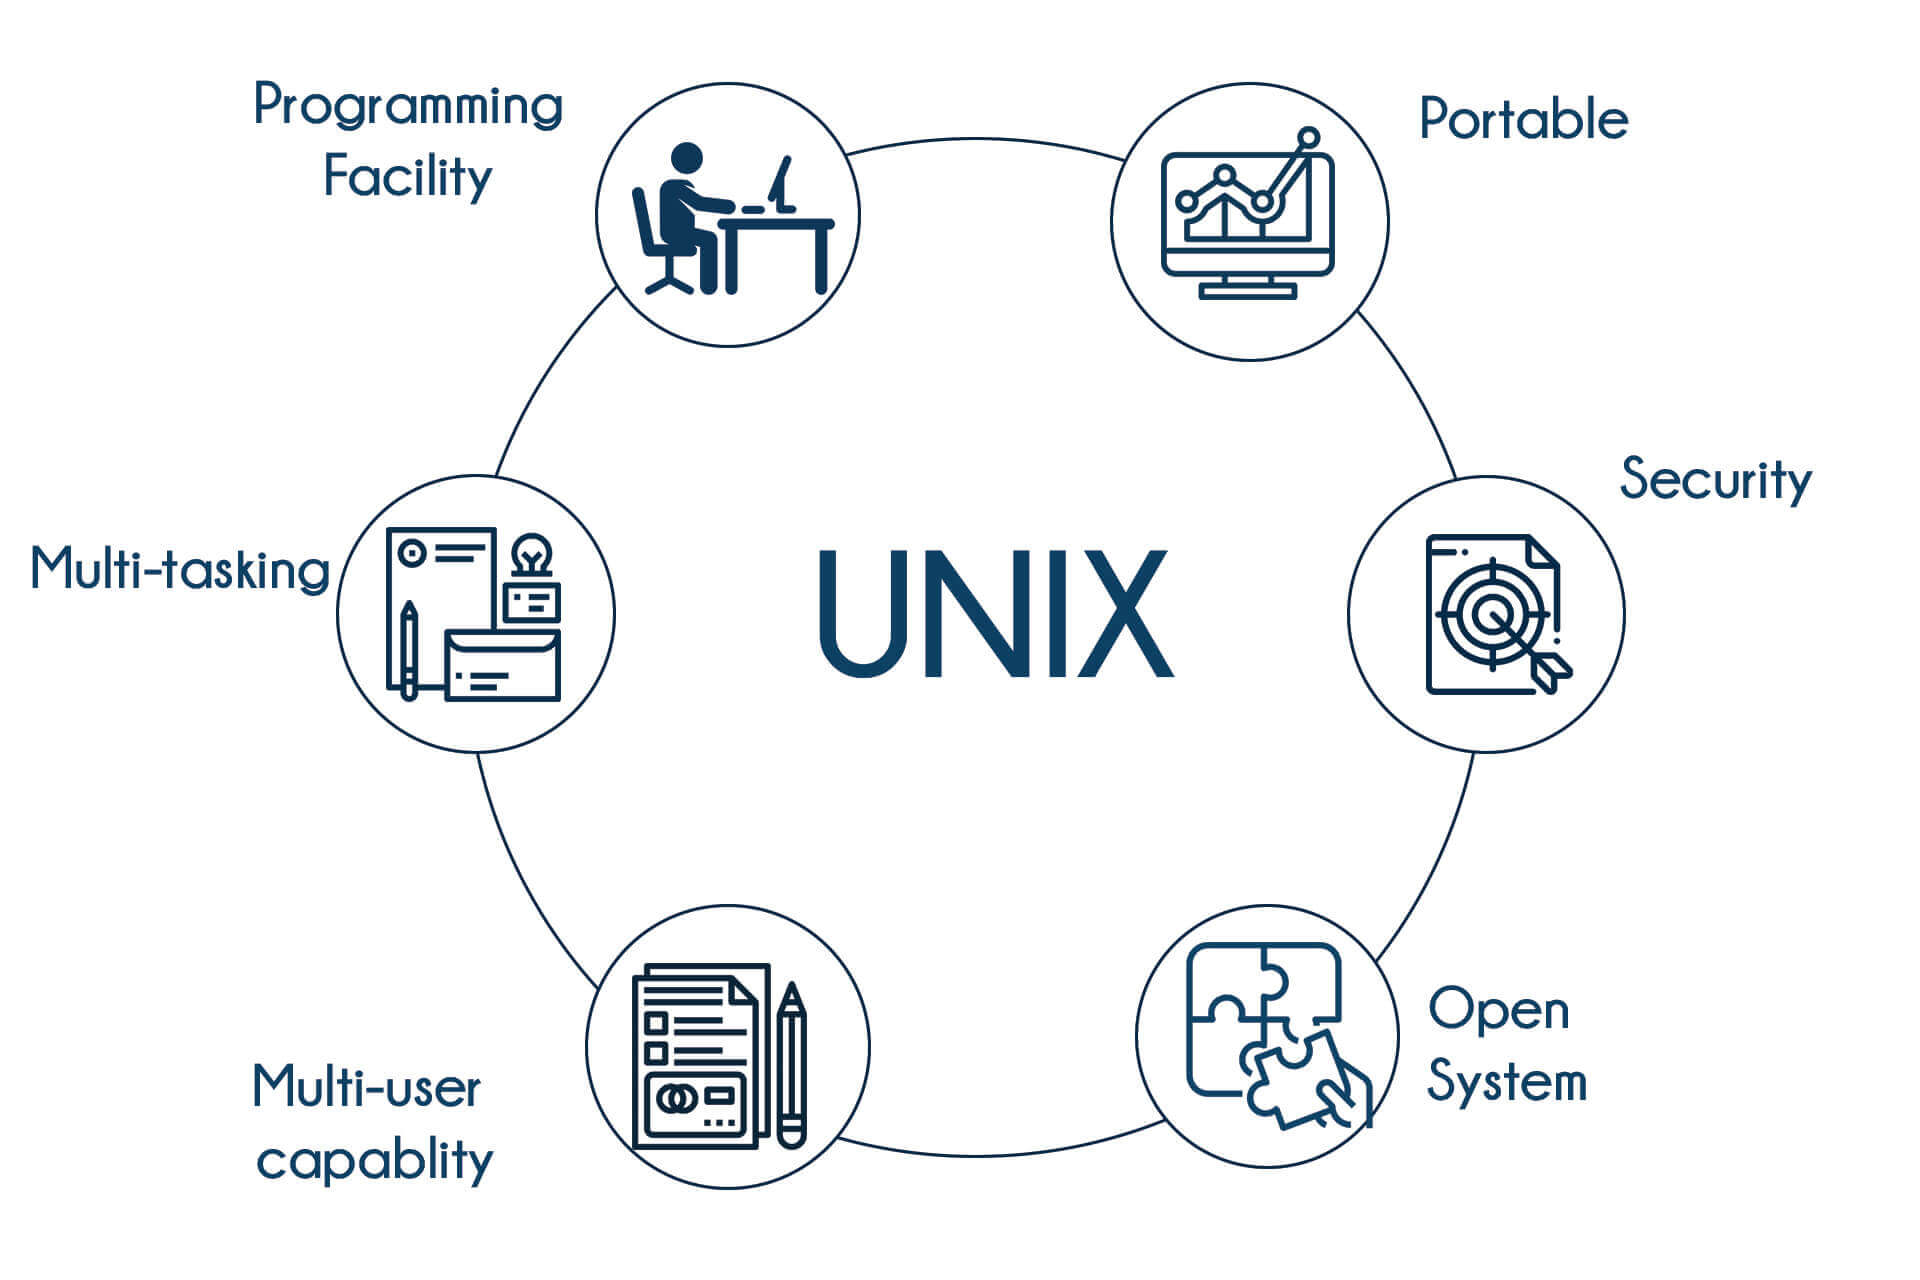 Programming
Facility
Portable
Security
Multi-tasking
UNIX
Open
System
Multi-user
capablity